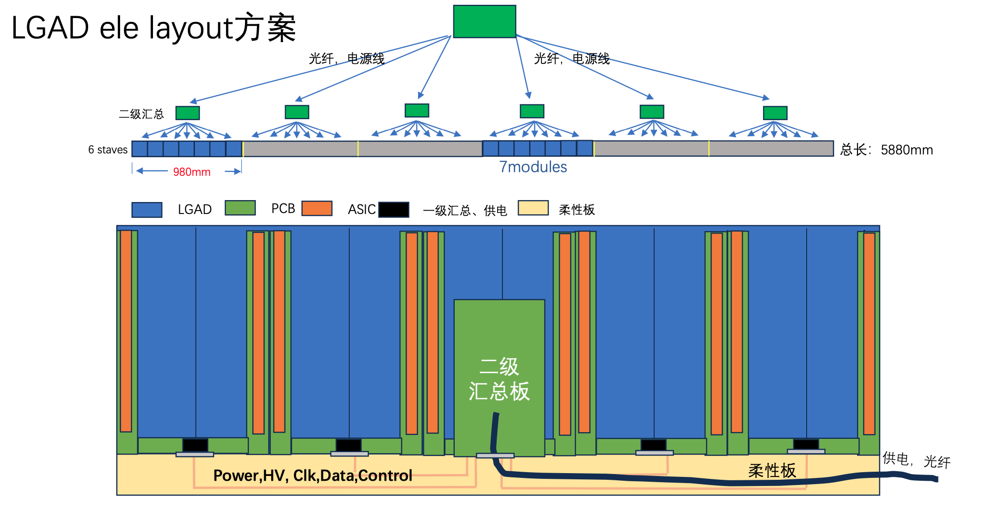 LGAD ele layout方案
光纤，电源线
光纤，电源线
二级汇总
6 staves
总长：5880mm
980mm
7modules
LGAD
PCB
ASIC
一级汇总、供电
柔性板
二级
汇总板
供电，光纤
柔性板
Power,HV, Clk,Data,Control